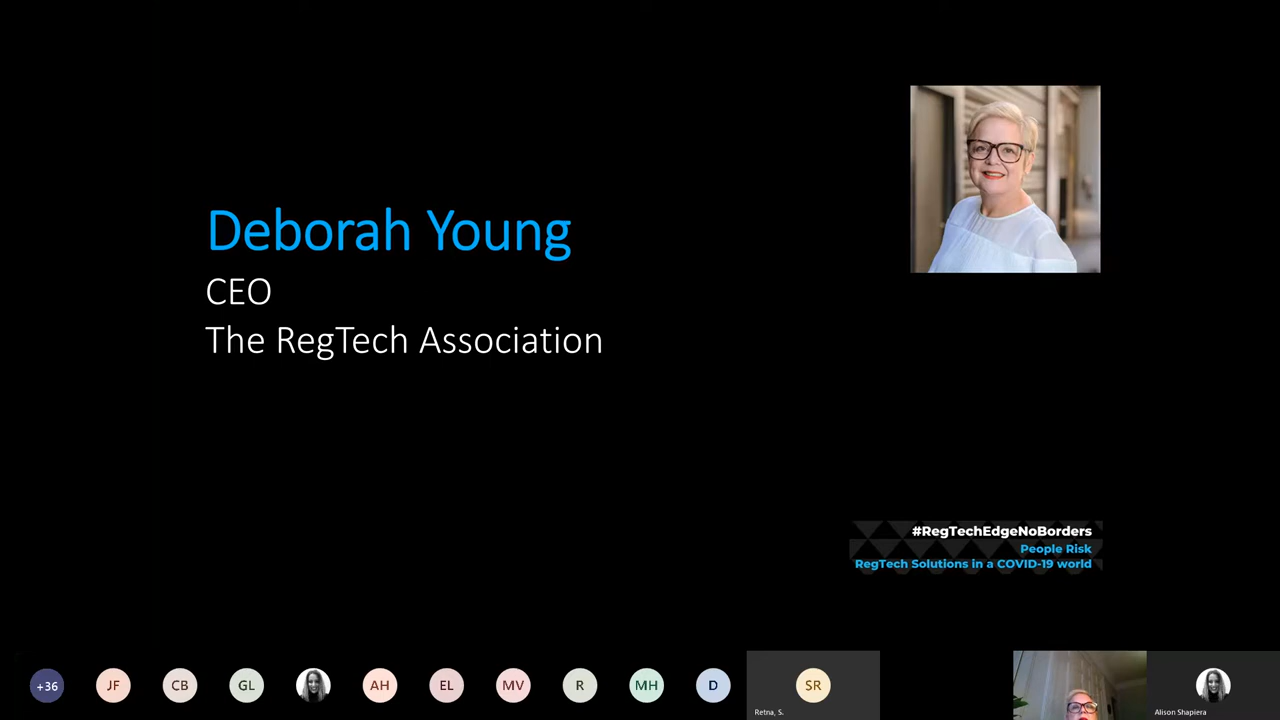 Deborah Young
CEO
The RegTech Association
#RegTechEdgeNoBorders
People Risk
RegTech Solutions in a COVID-19 world
+36
JF
CB
GL
AH
EL
MV
R
MH
D
SR
Retna, S.
Alison Shapiera